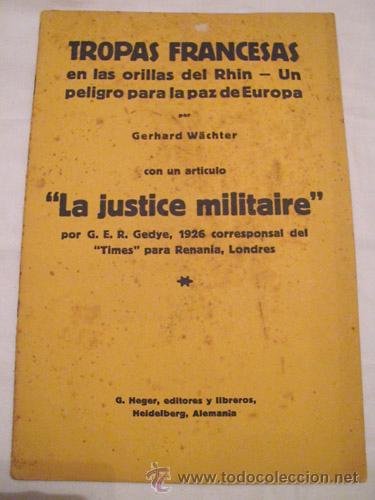 TROPAS FRANCESAS
en las orillas del Rhin – Un
peligro para la paz de Europa
por
Gerhard Wächter
con un articulo
“La justice militaire”
por G. E. R. Gedye, 1926 corresponsal del
“Times” para Renania, Londres
*
G. Heger, editores y libreros,
Heidelberg, Alemania
www.todocoleccion.net